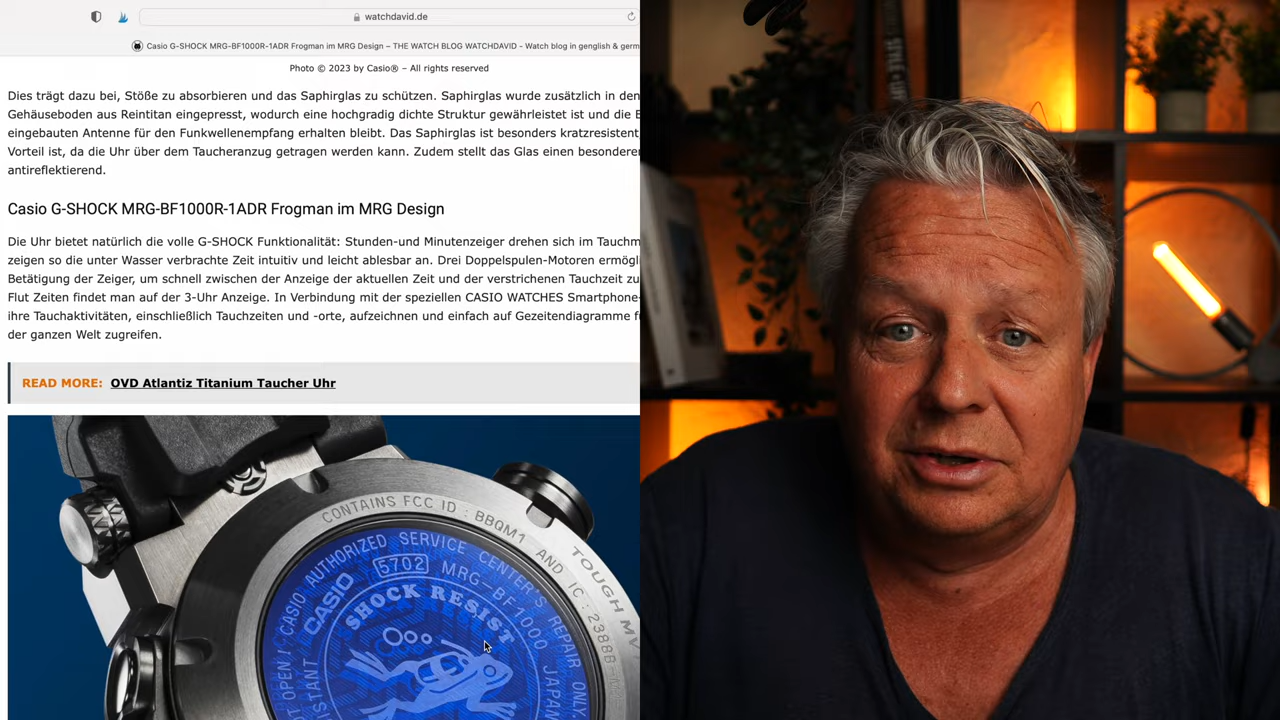 watchdavid.de
Casio G-SHOCK MRG-BF1000R-1ADR Frogman im MRG Design – THE WATCH BLOG WATCHDAVID - Watch blog in genglish & germ
Photo © 2023 by Casio® – All rights reserved
Dies trägt dazu bei, Stöße zu absorbieren und das Saphirglas zu schützen. Saphirglas wurde zusätzlich in den
Gehäuseboden aus Reintitan eingepresst, wodurch eine hochgradig dichte Struktur gewährleistet ist und die E
eingebauten Antenne für den Funkwellenempfang erhalten bleibt. Das Saphirglas ist besonders kratzresistent
Vorteil ist, da die Uhr über dem Taucheranzug getragen werden kann. Zudem stellt das Glas einen besonderen
antireflektierend.
Casio G-SHOCK MRG-BF1000R-1ADR Frogman im MRG Design
Die Uhr bietet natürlich die volle G-SHOCK Funktionalität: Stunden-und Minutenzeiger drehen sich im Tauchm
zeigen so die unter Wasser verbrachte Zeit intuitiv und leicht ablesbar an. Drei Doppelspulen-Motoren ermögli
Betätigung der Zeiger, um schnell zwischen der Anzeige der aktuellen Zeit und der verstrichenen Tauchzeit zu
Flut Zeiten findet man auf der 3-Uhr Anzeige. In Verbindung mit der speziellen CASIO WATCHES Smartphone-
ihre Tauchaktivitäten, einschließlich Tauchzeiten und -orte, aufzeichnen und einfach auf Gezeitendiagramme fü
der ganzen Welt zugreifen.
READ MORE: OVD Atlantiz Titanium Taucher Uhr
CONTAINS FCC ID : BBQM1 AND IC : 2388B
TOUGH MV
OPEN ! CASIO AUTHORIZED SERVICE CENTER'S REPAIR ONLY.
CASIO 5702 MRG-BF1000 JAPAN
SHOCK RESIST